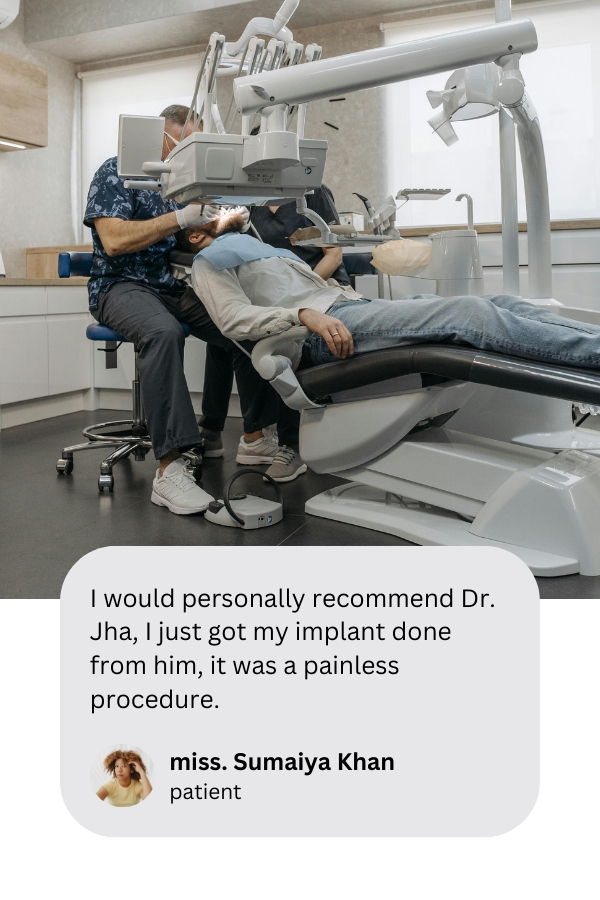 I would personally recommend Dr.
Jha, I just got my implant done
from him, it was a painless
procedure.
miss. Sumaiya Khan
patient